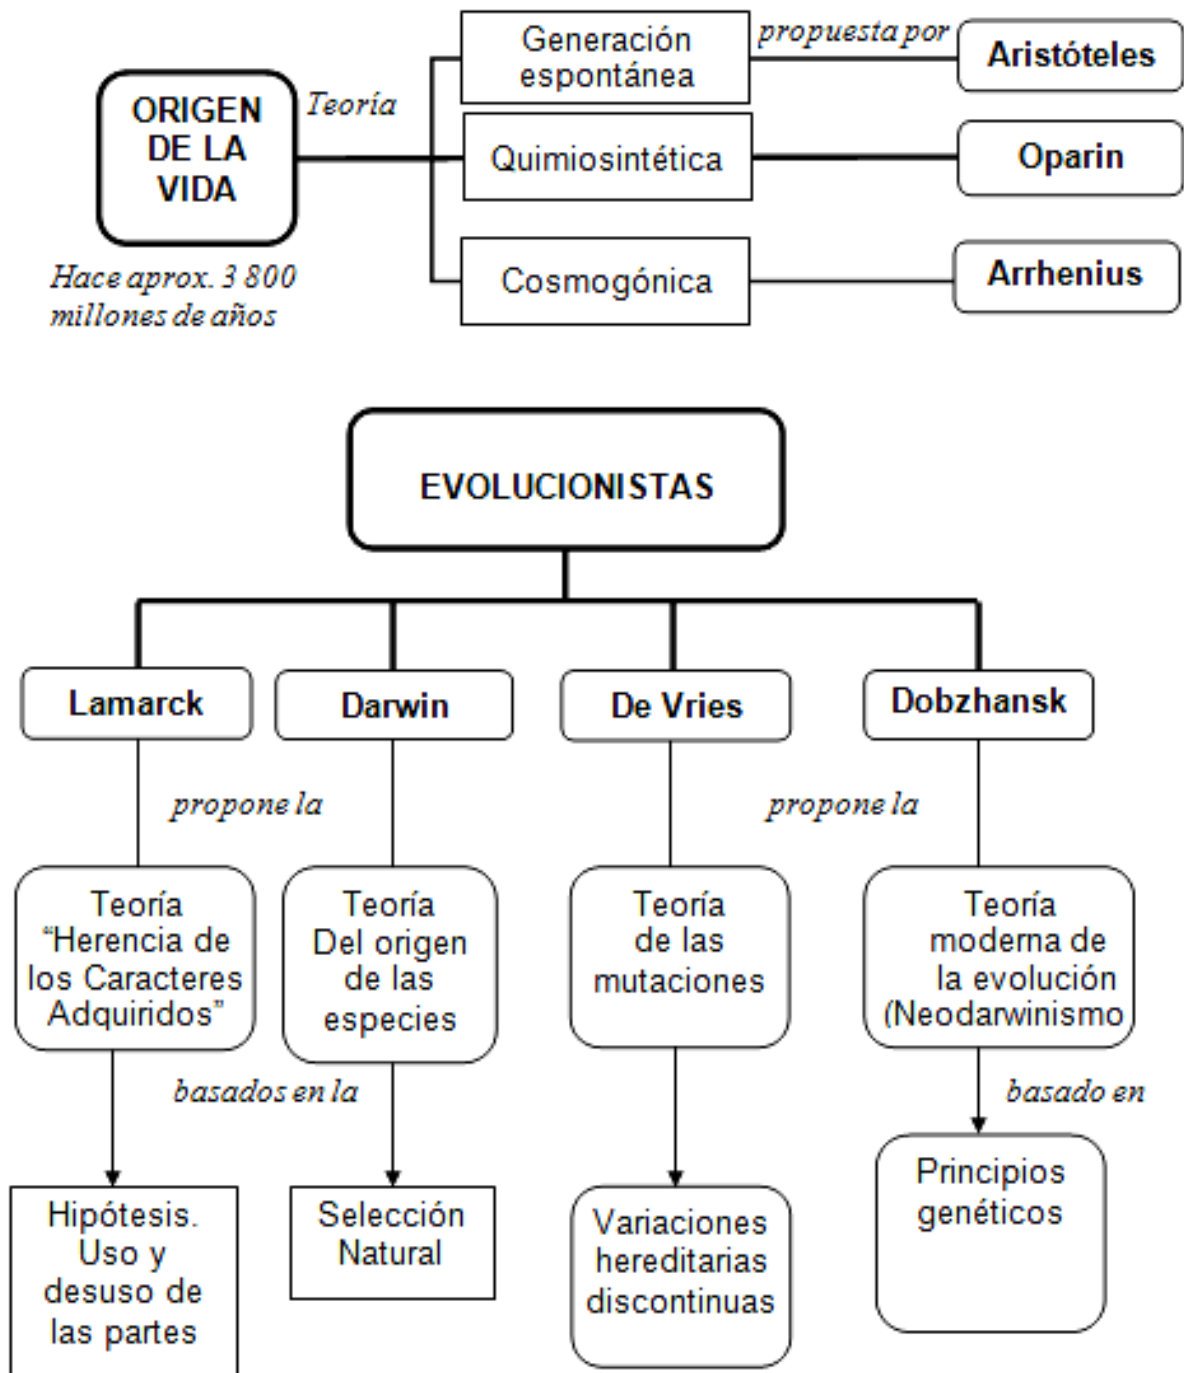 Generación
espontánea
propuesta por
Aristóteles
ORIGEN
DE LA
VIDA
Teoría
Quimiosintética
Oparin
Cosmogónica
Arrhenius
Hace aprox. 3 800
millones de años
EVOLUCIONISTAS
Lamarck
Darwin
De Vries
Dobzhansk
propone la
propone la
Teoría
“Herencia de
los Caracteres
Adquiridos”
Teoría
Del origen
de las
especies
Teoría
de las
mutaciones
Teoría
moderna de
la evolución
(Neodarwinismo
basados en la
basado en
Hipótesis.
Uso y
desuso de
las partes
Selección
Natural
Variaciones
hereditarias
discontinuas
Principios
genéticos